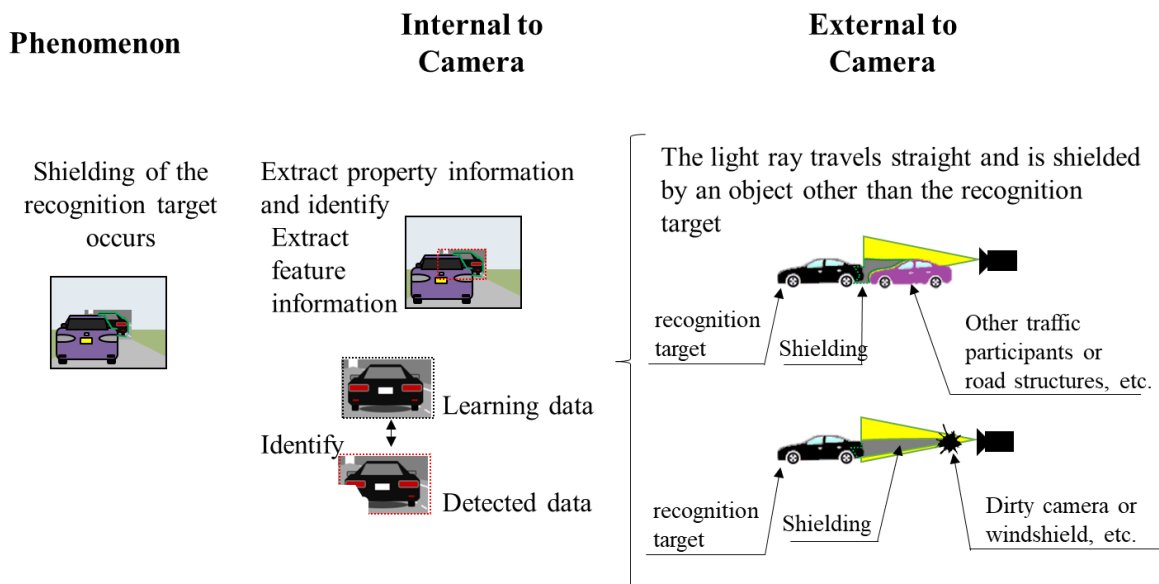 Phenomenon
Internal to
Camera
External to
Camera
Shielding of the
recognition target
occurs
Extract property information
and identify
Extract
feature
information
Learning data
Identify
Detected data
The light ray travels straight and is shielded
by an object other than the recognition
target
recognition
target
Shielding
Other traffic
participants or
road structures, etc.
recognition
target
Shielding
Dirty camera or
windshield, etc.